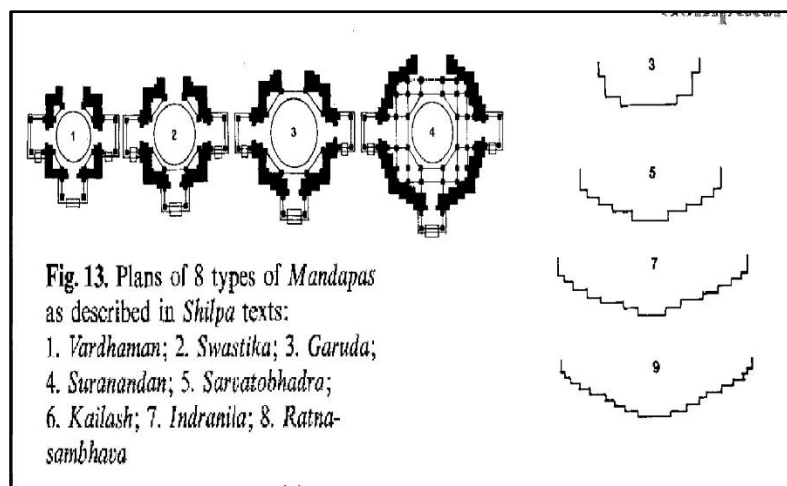 1
2
3
4
3
5
7
9
Fig. 13. Plans of 8 types of Mandapas
as described in Shilpa texts:
1. Vardhaman; 2. Swastika; 3. Garuda;
4. Suranandan; 5. Sarvatobhadra;
6. Kailash; 7. Indranila; 8. Ratna-
sambhava